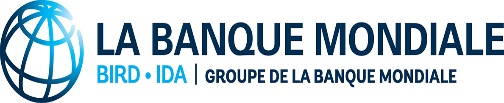 LA BANQUE MONDIALE
BIRD • IDA | GROUPE DE LA BANQUE MONDIALE